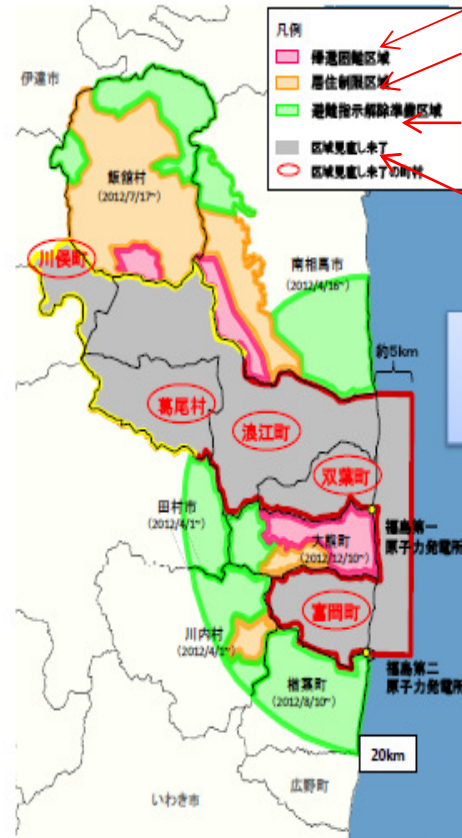 凡例
帰還困難区域
居住制限区域
避難指示解除準備区域
区域見直し未了
区域見直し未了の町村
伊達市
飯舘村
(2012/7/17~)
川俣町
南相馬市
(2012/4/16~)
約5km
葛尾村
浪江町
双葉町
田村市
(2012/4/1~)
大熊町
(2012/12/10~)
福島第一
原子力発電所
富岡町
川内村
(2012/4/1~)
楢葉町
(2012/8/10~)
福島第二
原子力発電所
20km
広野町
いわき市